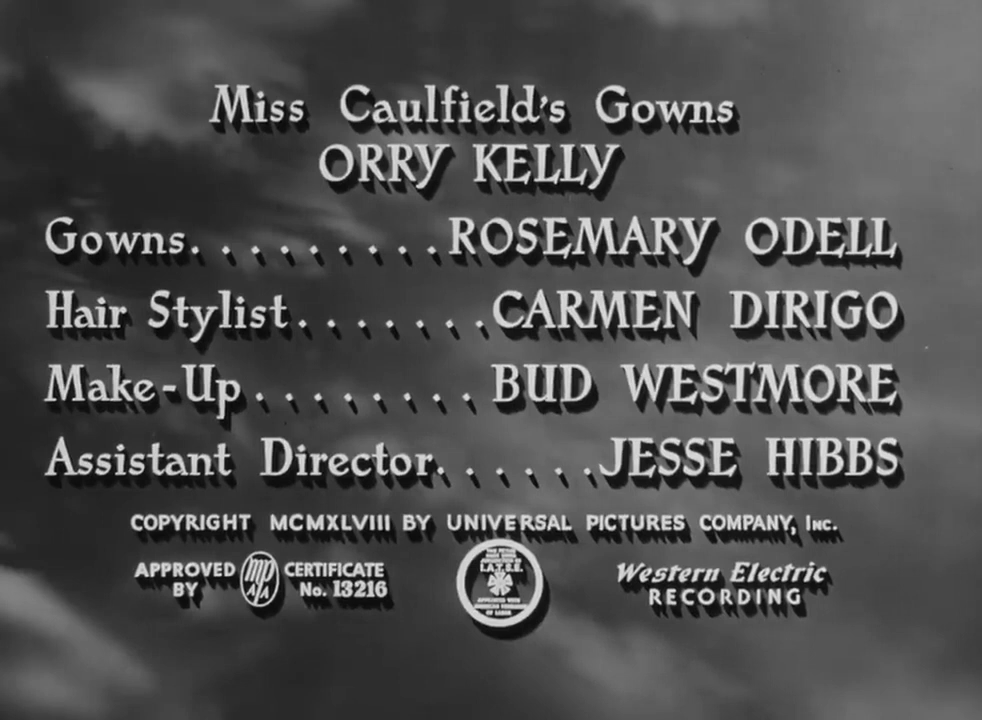 Miss Caulfield's Gowns
ORRY KELLY
Gowns.........ROSEMARY ODELL
Hair Stylist.......CARMEN DIRIGO
Make-Up........BUD WESTMORE
Assistant Director......JESSE HIBBS
COPYRIGHT MCMXLVIII BY UNIVERSAL PICTURES COMPANY, INC.
APPROVED BY
MPAA
CERTIFICATE No. 13216
I.A.T.S.E.
Western Electric
RECORDING